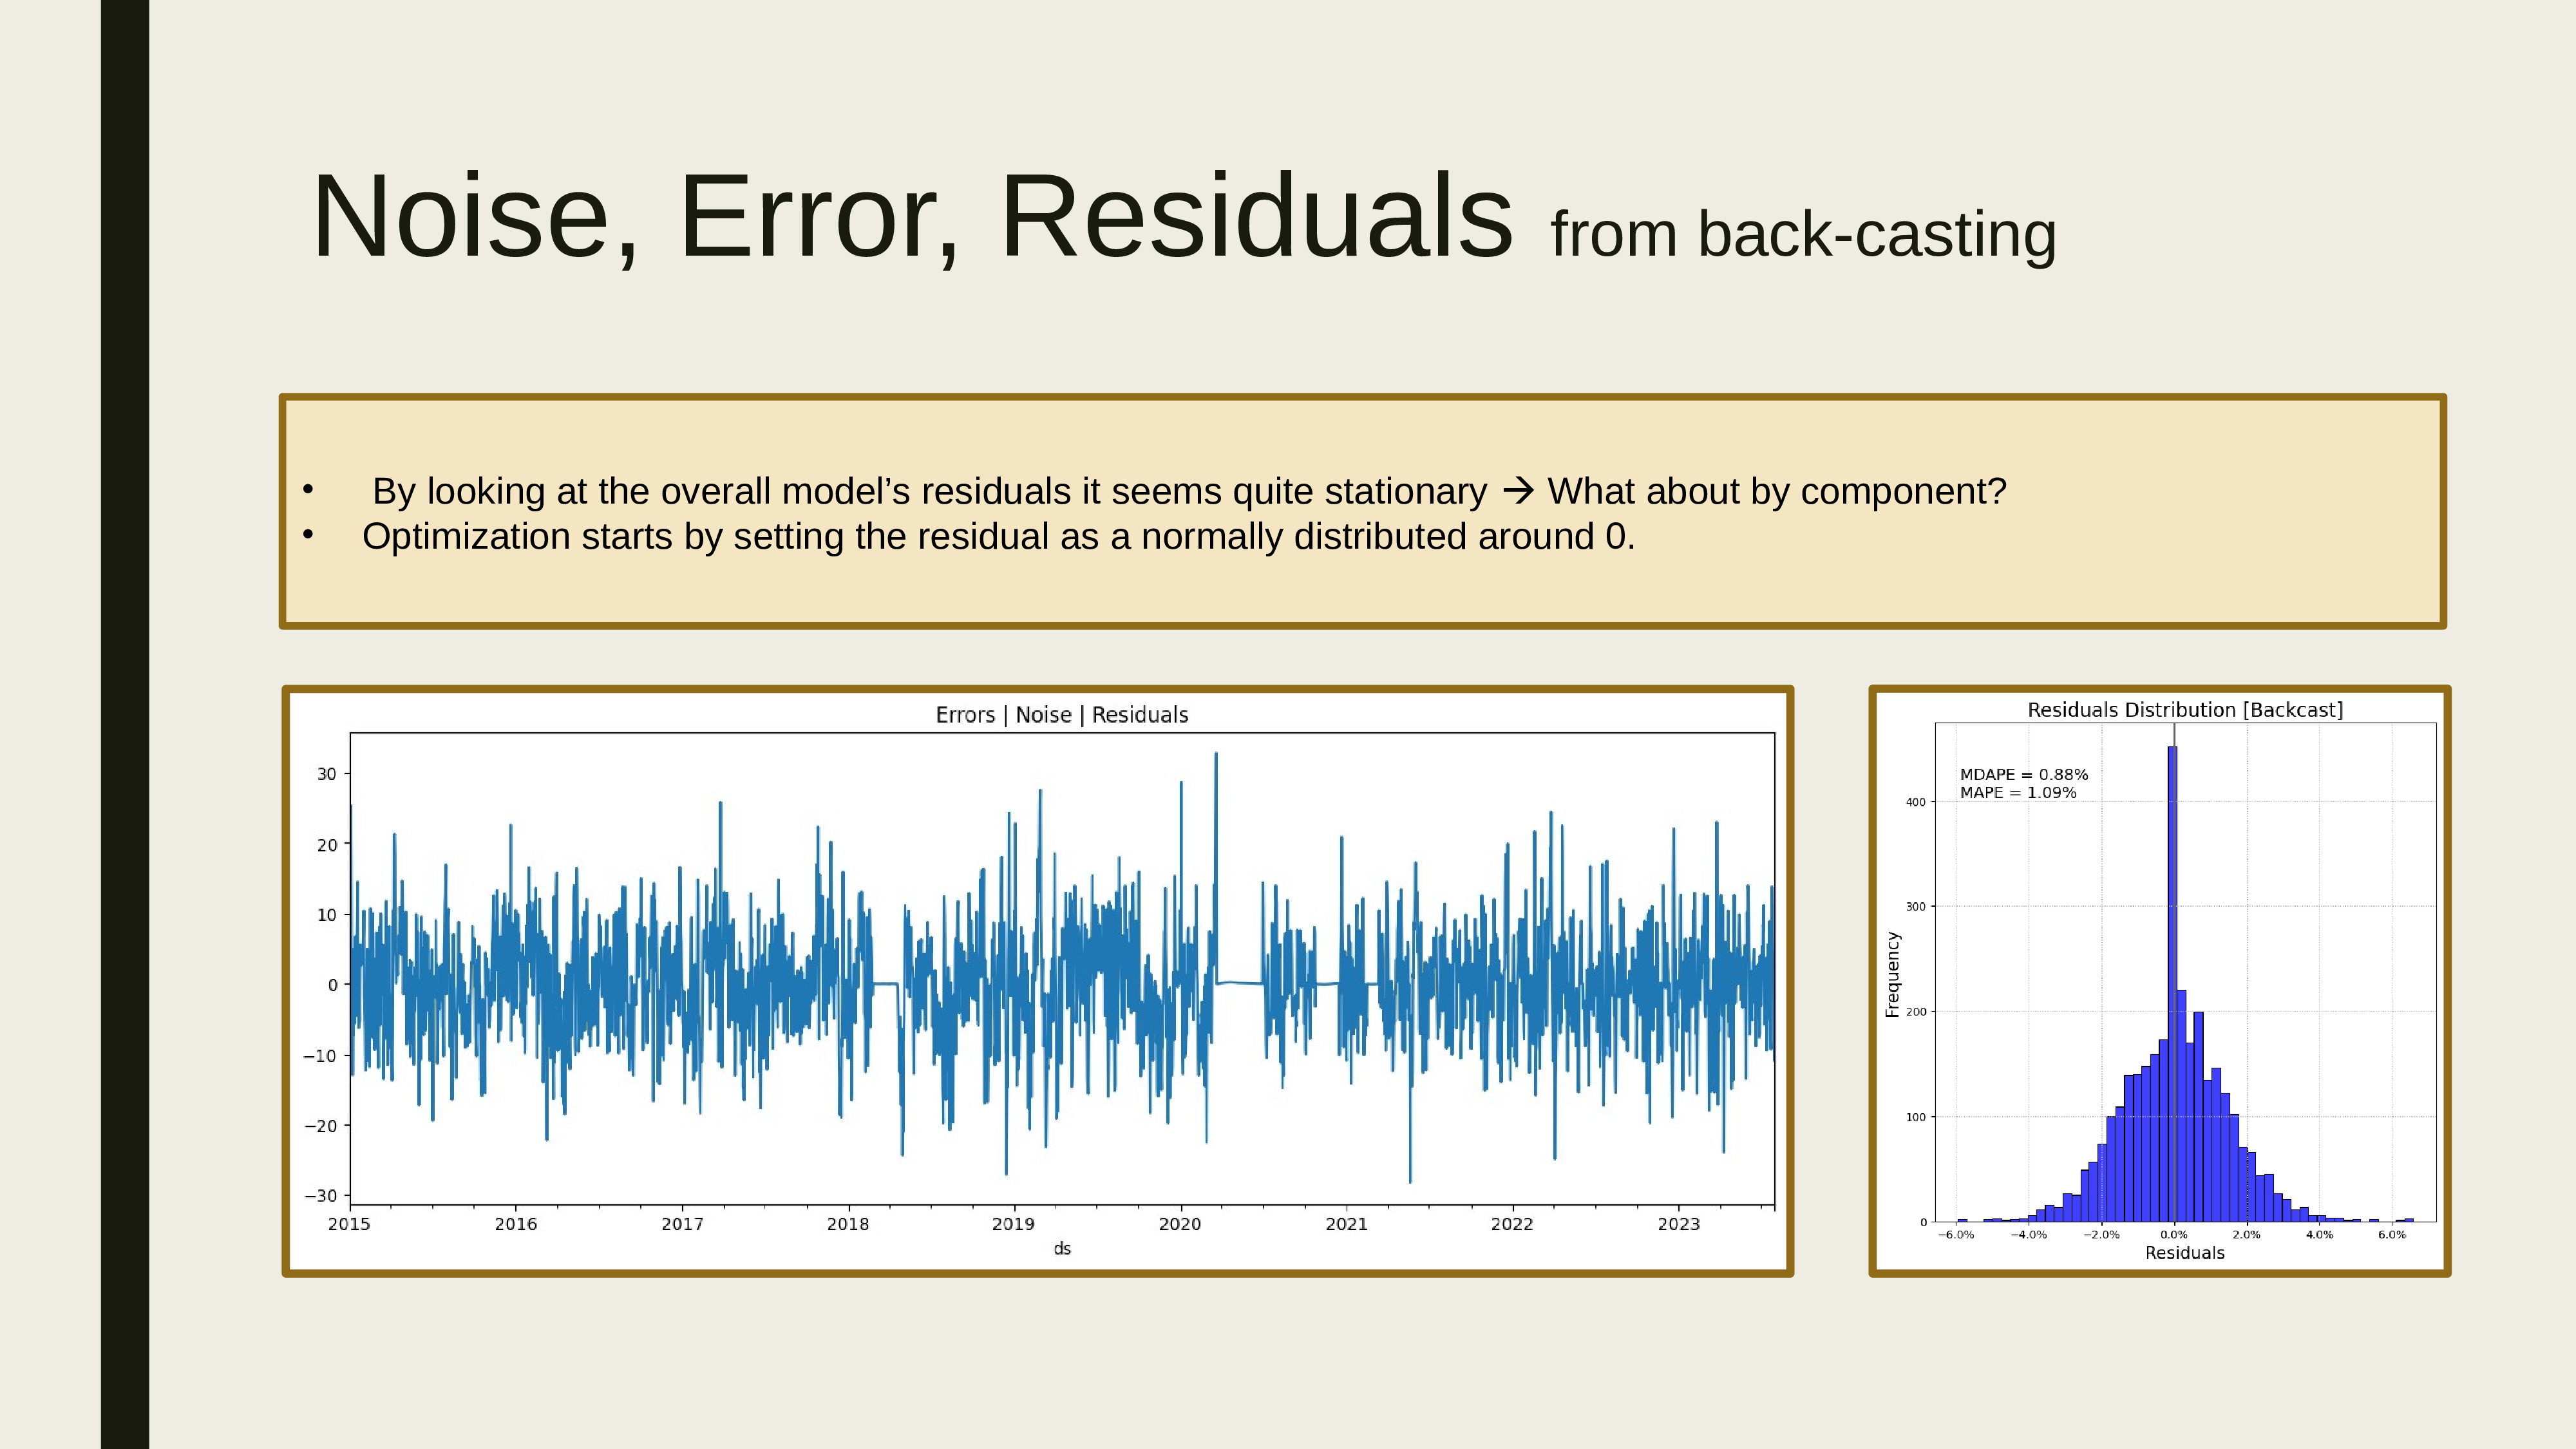 Noise, Error, Residuals from back-casting
• By looking at the overall model’s residuals it seems quite stationary → What about by component?
• Optimization starts by setting the residual as a normally distributed around 0.
Errors | Noise | Residuals
30
20
10
0
−10
−20
−30
2015 2016 2017 2018 2019 2020 2021 2022 2023
ds
Residuals Distribution [Backcast]
MDAPE = 0.88%
MAPE = 1.09%
Frequency
400
300
200
100
0
−6.0% −4.0% −2.0% 0.0% 2.0% 4.0% 6.0%
Residuals